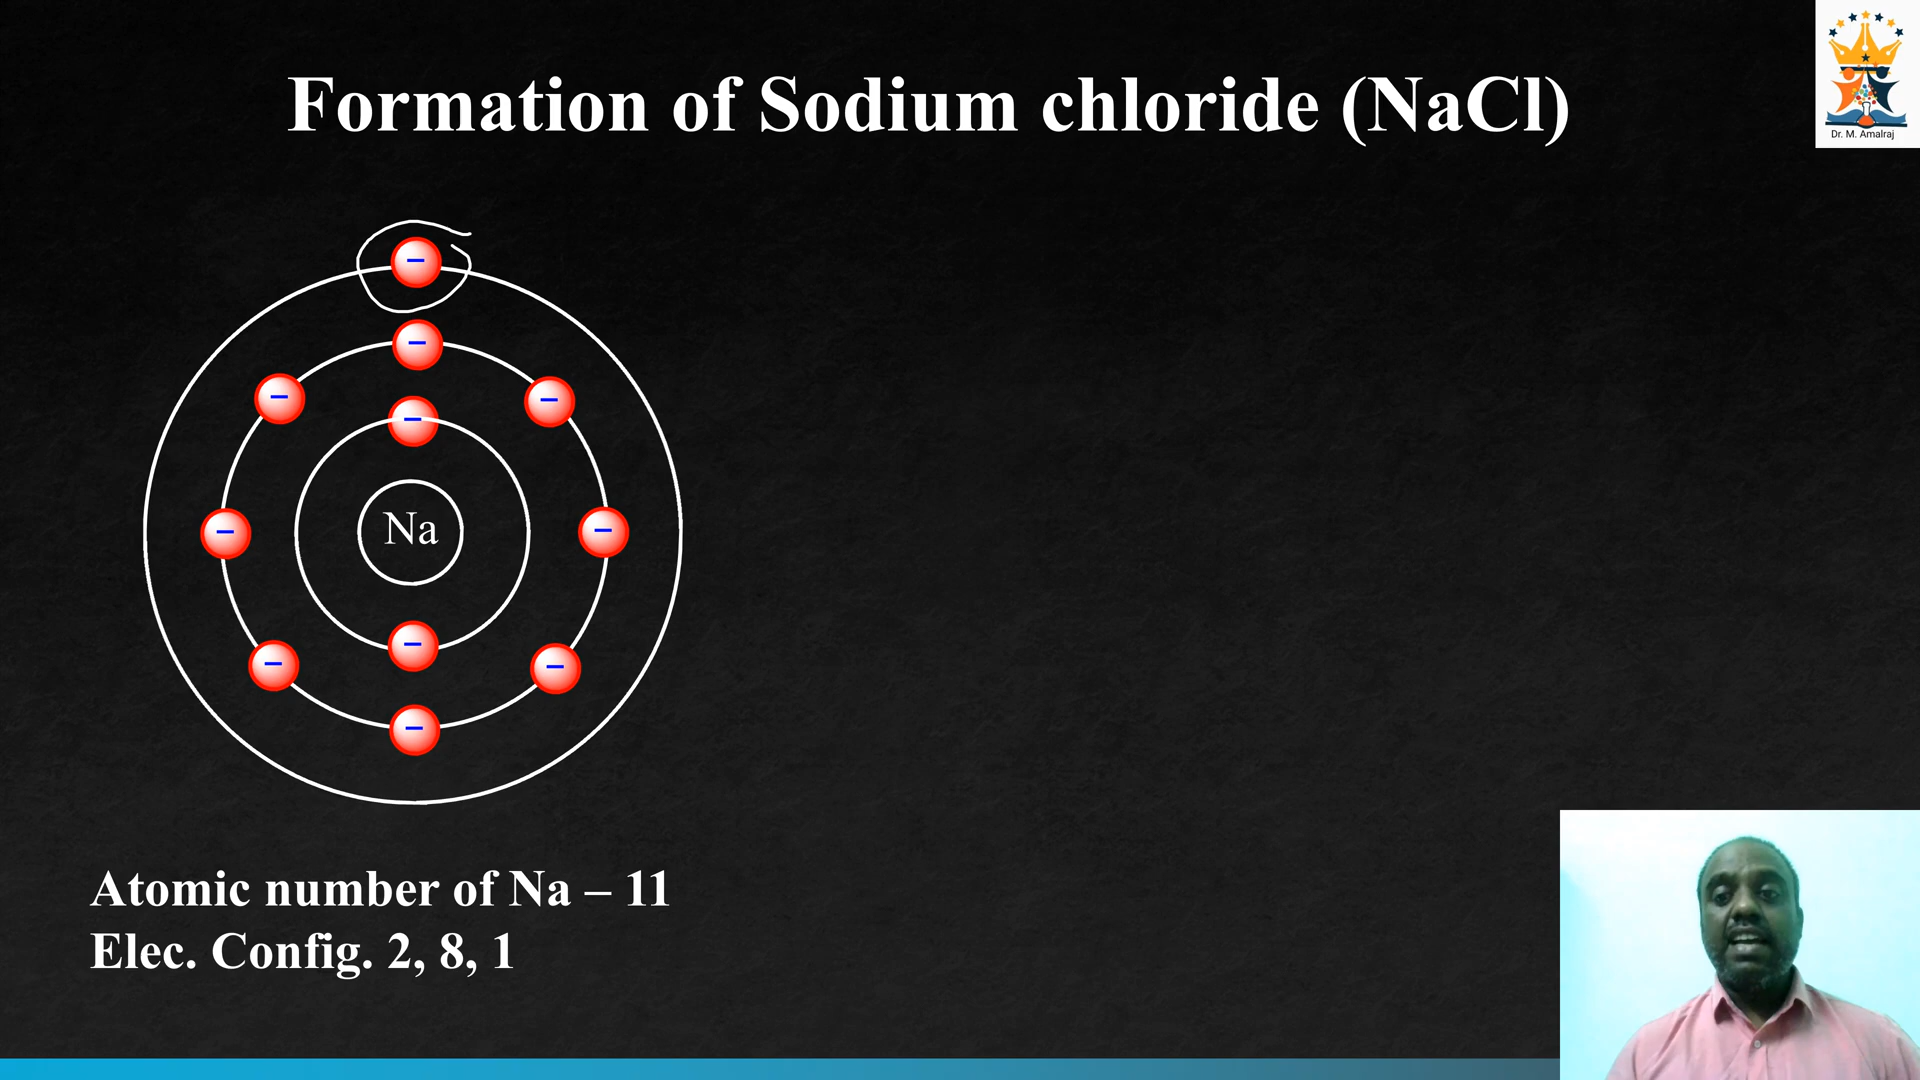 Formation of Sodium chloride (NaCl)
Dr. M. Amalraj
−
−
−
−
−
−
Na
−
−
−
−
−
Atomic number of Na – 11
Elec. Config. 2, 8, 1